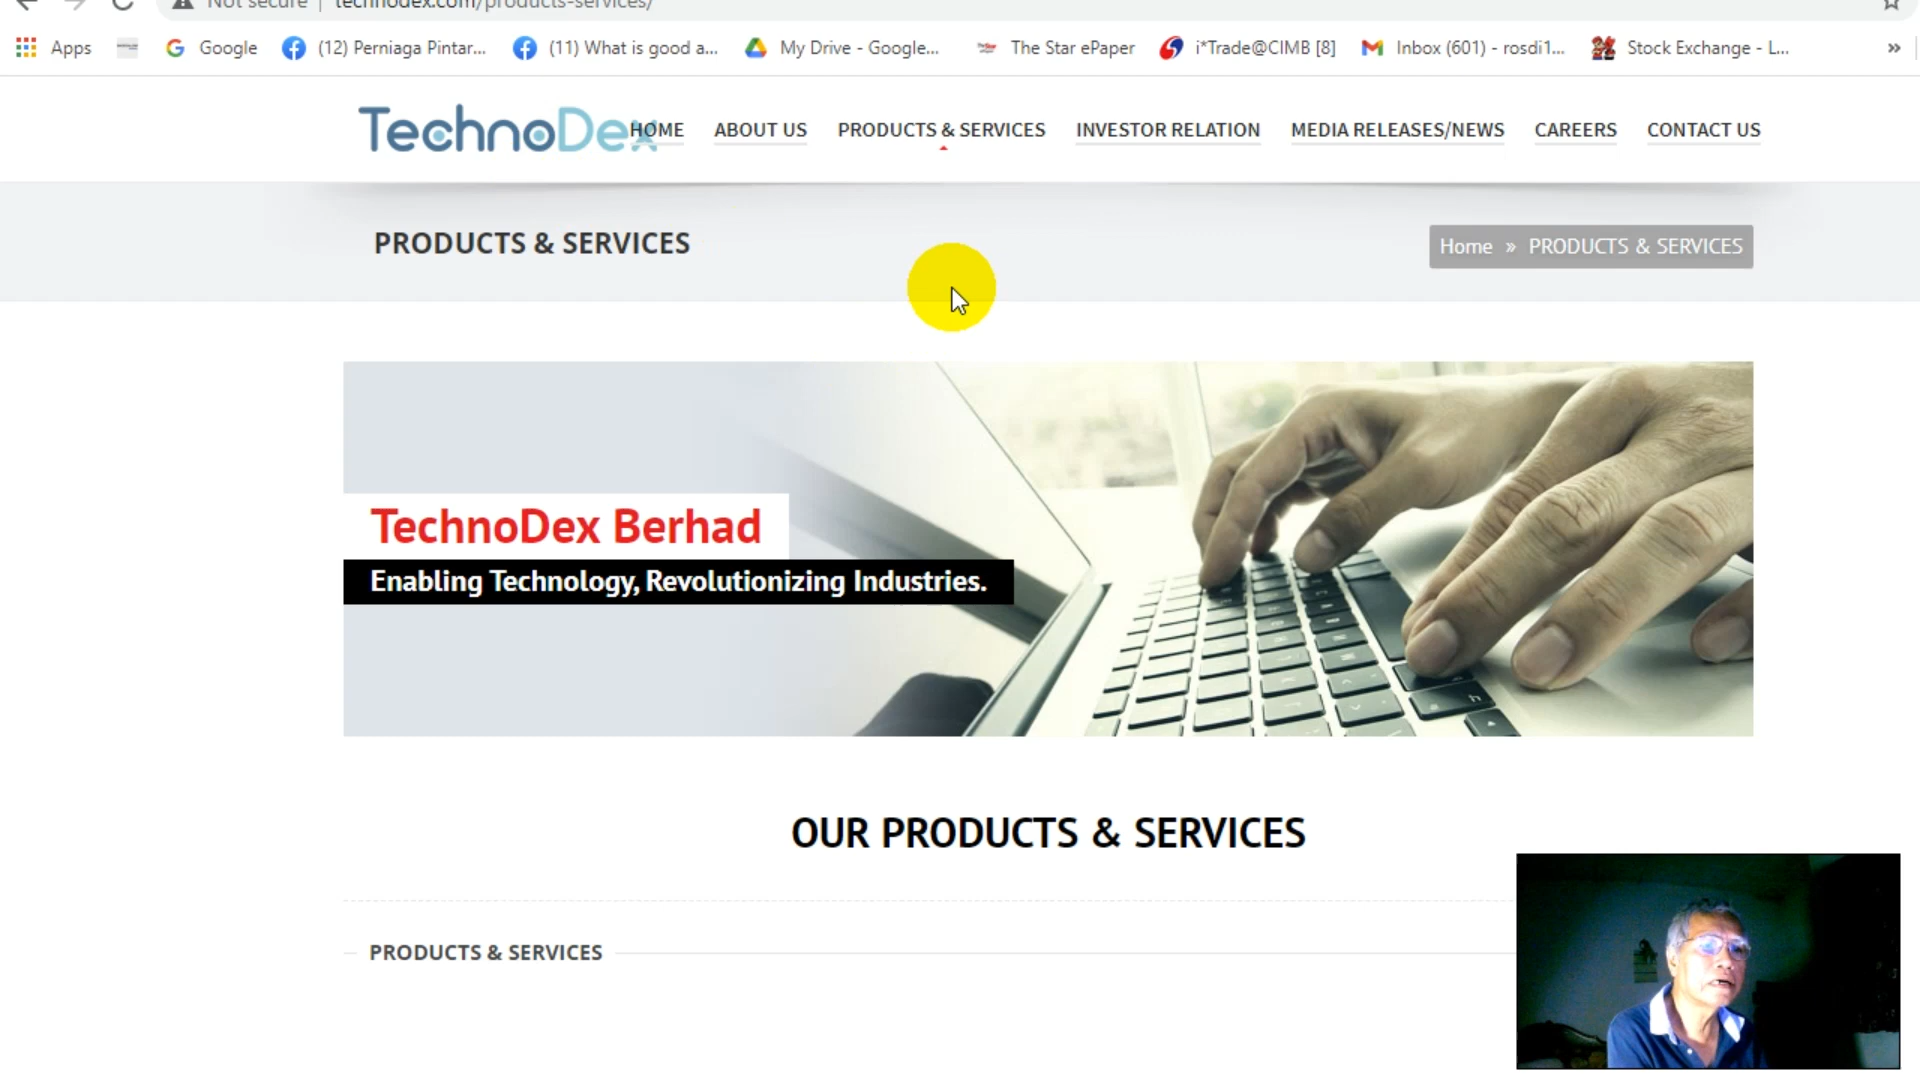 Not secure | technodex.com/products-services/
Apps Google (12) Perniaga Pintar... (11) What is good a... My Drive - Google... The Star ePaper i*Trade@CIMB [8] Inbox (601) - rosdi1... Stock Exchange - L... »
TechnoDex HOME ABOUT US PRODUCTS & SERVICES INVESTOR RELATION MEDIA RELEASES/NEWS CAREERS CONTACT US
PRODUCTS & SERVICES
Home » PRODUCTS & SERVICES
TechnoDex Berhad
Enabling Technology, Revolutionizing Industries.
OUR PRODUCTS & SERVICES
PRODUCTS & SERVICES